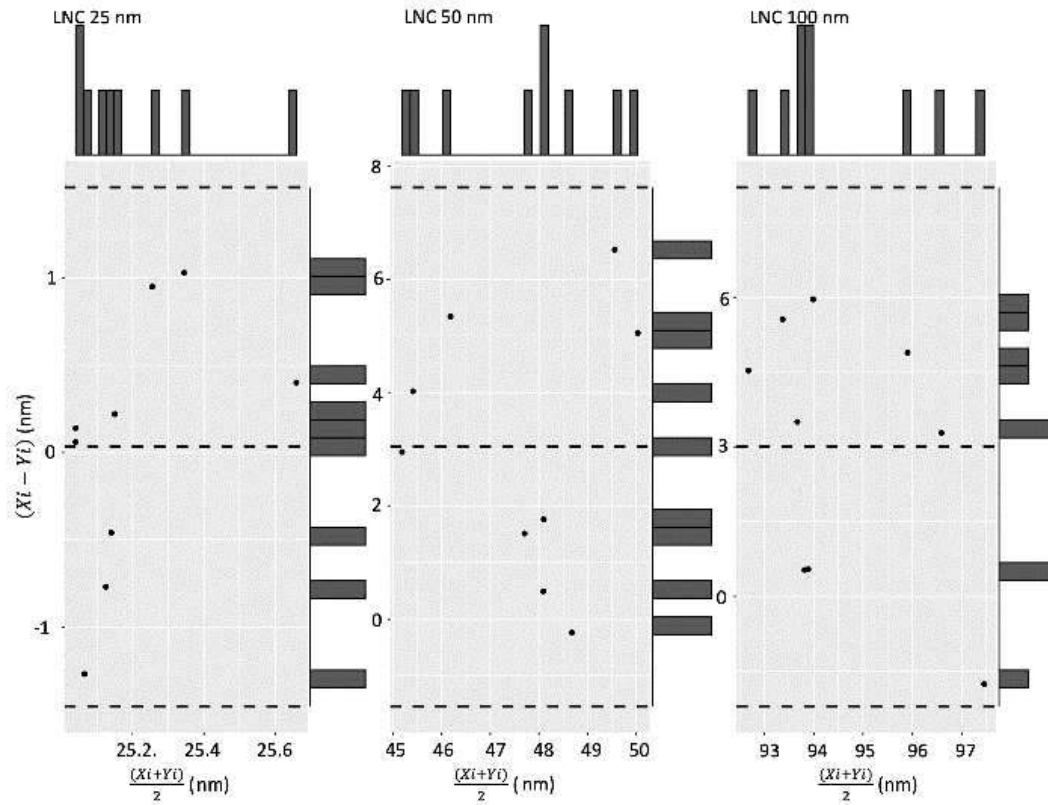 LNC 25 nm
LNC 50 nm
LNC 100 nm
(Xi − Yi) (nm)
1
0
-1
8
6
4
2
0
6
3
0
25.2. 25.4 25.6
45 46 47 48 49 50
93 94 95 96 97
(Xi+Yi)/2 (nm)
(Xi+Yi)/2 (nm)
(Xi+Yi)/2 (nm)